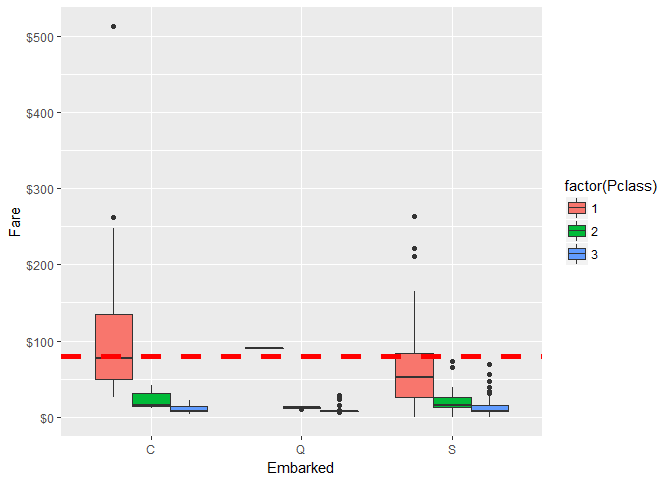 $500
$400
$300
$200
$100
$0
Fare
C Q S
Embarked
factor(Pclass)
1
2
3